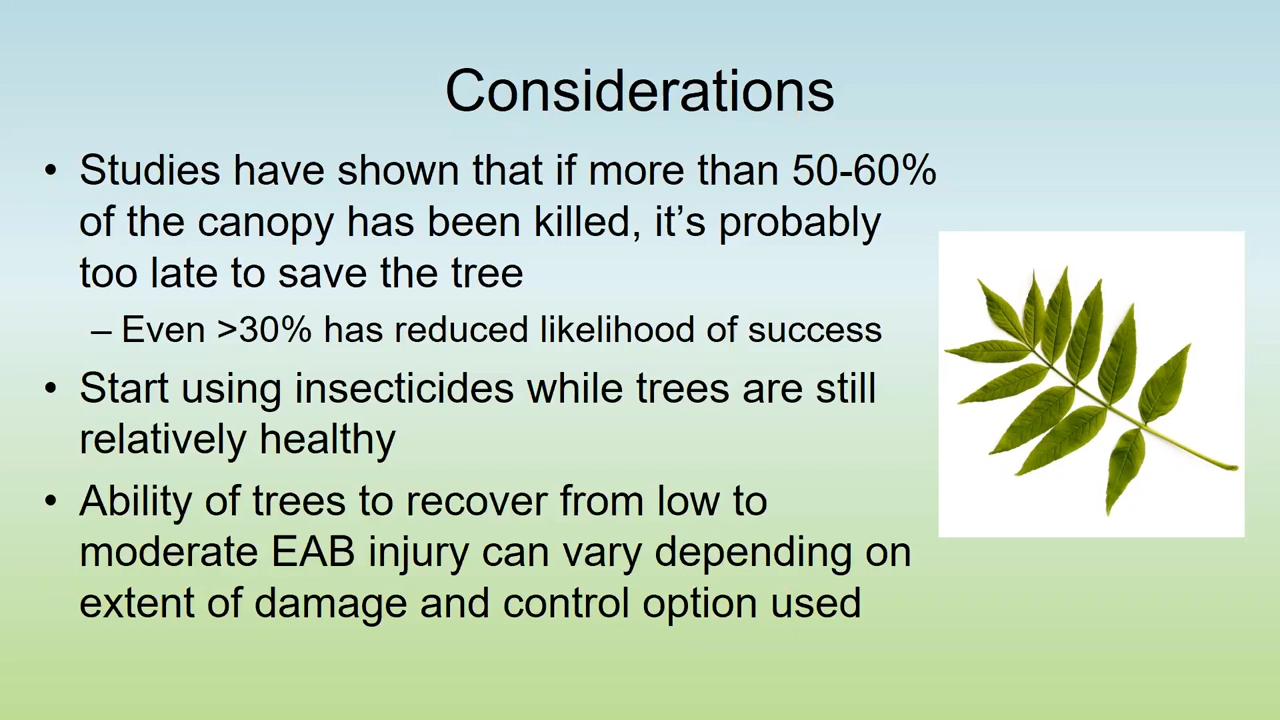 Considerations
• Studies have shown that if more than 50-60%
of the canopy has been killed, it’s probably
too late to save the tree
– Even >30% has reduced likelihood of success
• Start using insecticides while trees are still
relatively healthy
• Ability of trees to recover from low to
moderate EAB injury can vary depending on
extent of damage and control option used